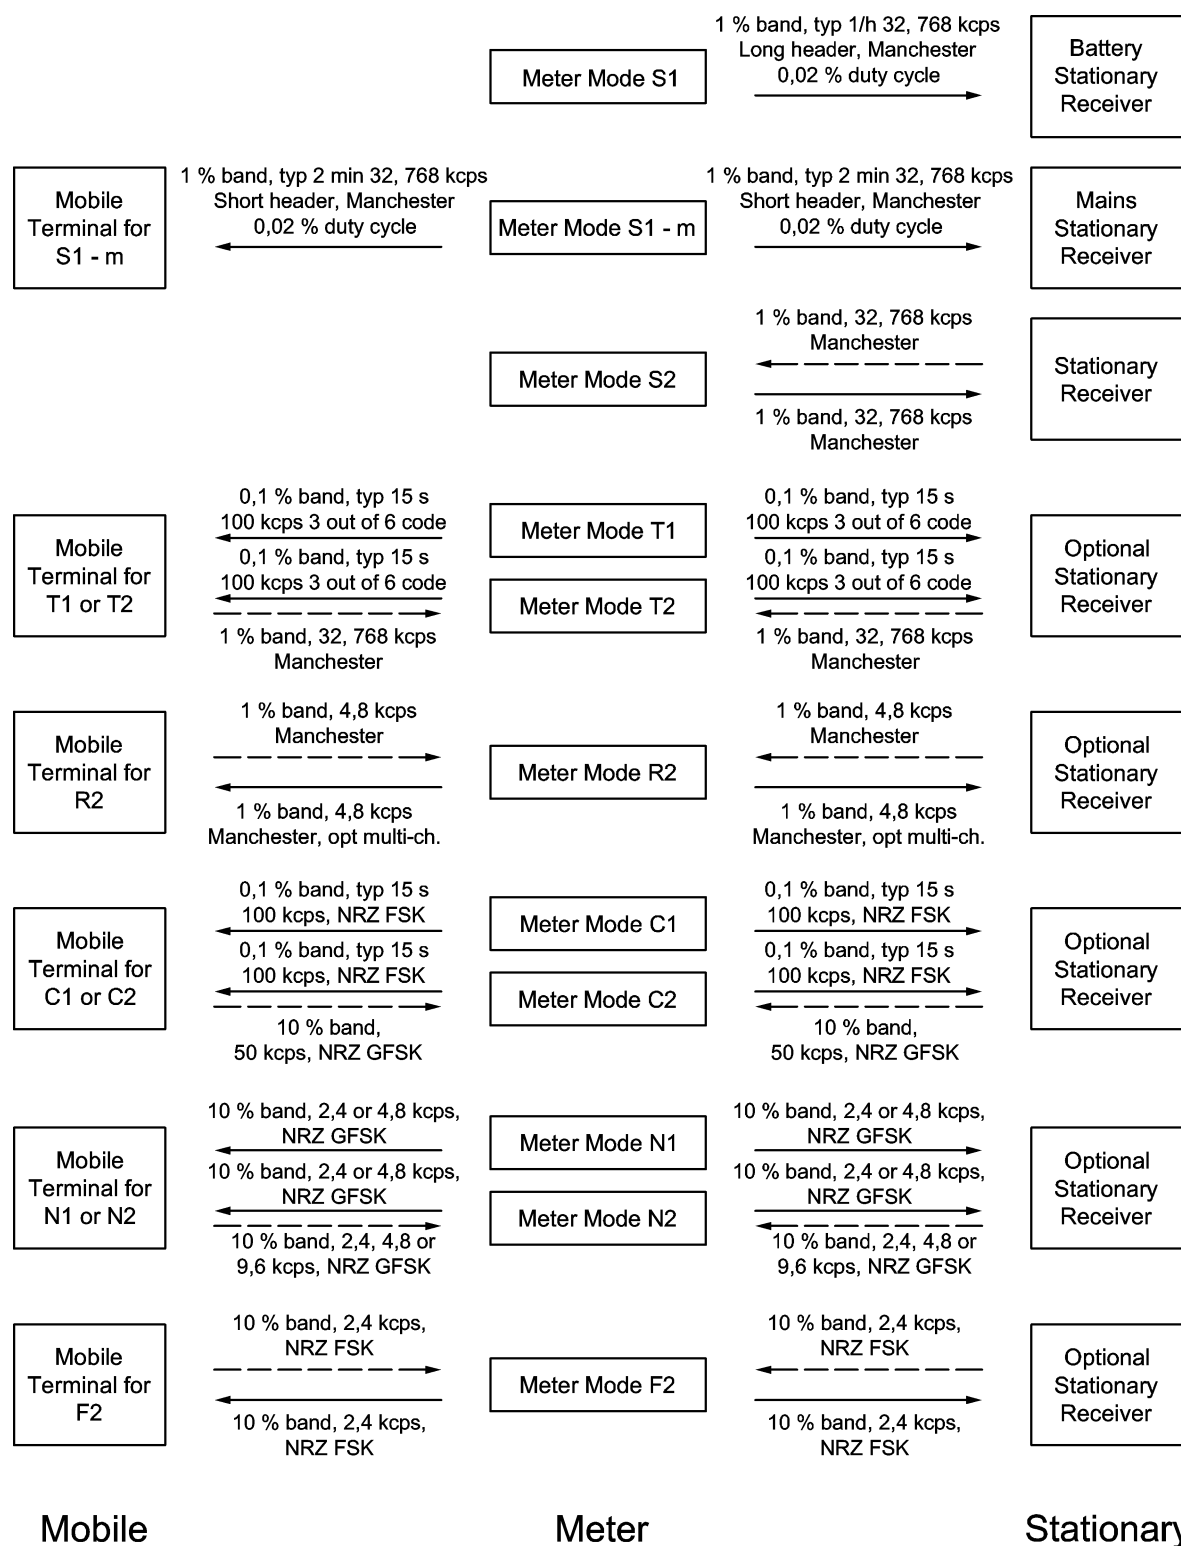 1 % band, typ 1/h 32, 768 kcps
Long header, Manchester
0,02 % duty cycle
Meter Mode S1
Battery
Stationary
Receiver
Mobile
Terminal for
S1 - m
1 % band, typ 2 min 32, 768 kcps
Short header, Manchester
0,02 % duty cycle
Meter Mode S1 - m
1 % band, typ 2 min 32, 768 kcps
Short header, Manchester
0,02 % duty cycle
Mains
Stationary
Receiver
Meter Mode S2
1 % band, 32, 768 kcps
Manchester
1 % band, 32, 768 kcps
Manchester
Stationary
Receiver
Mobile
Terminal for
T1 or T2
0,1 % band, typ 15 s
100 kcps 3 out of 6 code
0,1 % band, typ 15 s
100 kcps 3 out of 6 code
1 % band, 32, 768 kcps
Manchester
Meter Mode T1
Meter Mode T2
0,1 % band, typ 15 s
100 kcps 3 out of 6 code
0,1 % band, typ 15 s
100 kcps 3 out of 6 code
1 % band, 32, 768 kcps
Manchester
Optional
Stationary
Receiver
Mobile
Terminal for
R2
1 % band, 4,8 kcps
Manchester
1 % band, 4,8 kcps
Manchester, opt multi-ch.
Meter Mode R2
1 % band, 4,8 kcps
Manchester
1 % band, 4,8 kcps
Manchester, opt multi-ch.
Optional
Stationary
Receiver
Mobile
Terminal for
C1 or C2
0,1 % band, typ 15 s
100 kcps, NRZ FSK
0,1 % band, typ 15 s
100 kcps, NRZ FSK
10 % band,
50 kcps, NRZ GFSK
Meter Mode C1
Meter Mode C2
0,1 % band, typ 15 s
100 kcps, NRZ FSK
0,1 % band, typ 15 s
100 kcps, NRZ FSK
10 % band,
50 kcps, NRZ GFSK
Optional
Stationary
Receiver
Mobile
Terminal for
N1 or N2
10 % band, 2,4 or 4,8 kcps,
NRZ GFSK
10 % band, 2,4 or 4,8 kcps,
NRZ GFSK
10 % band, 2,4, 4,8 or
9,6 kcps, NRZ GFSK
Meter Mode N1
Meter Mode N2
10 % band, 2,4 or 4,8 kcps,
NRZ GFSK
10 % band, 2,4 or 4,8 kcps,
NRZ GFSK
10 % band, 2,4, 4,8 or
9,6 kcps, NRZ GFSK
Optional
Stationary
Receiver
Mobile
Terminal for
F2
10 % band, 2,4 kcps,
NRZ FSK
10 % band, 2,4 kcps,
NRZ FSK
Meter Mode F2
10 % band, 2,4 kcps,
NRZ FSK
10 % band, 2,4 kcps,
NRZ FSK
Optional
Stationary
Receiver
Mobile
Meter
Stationary